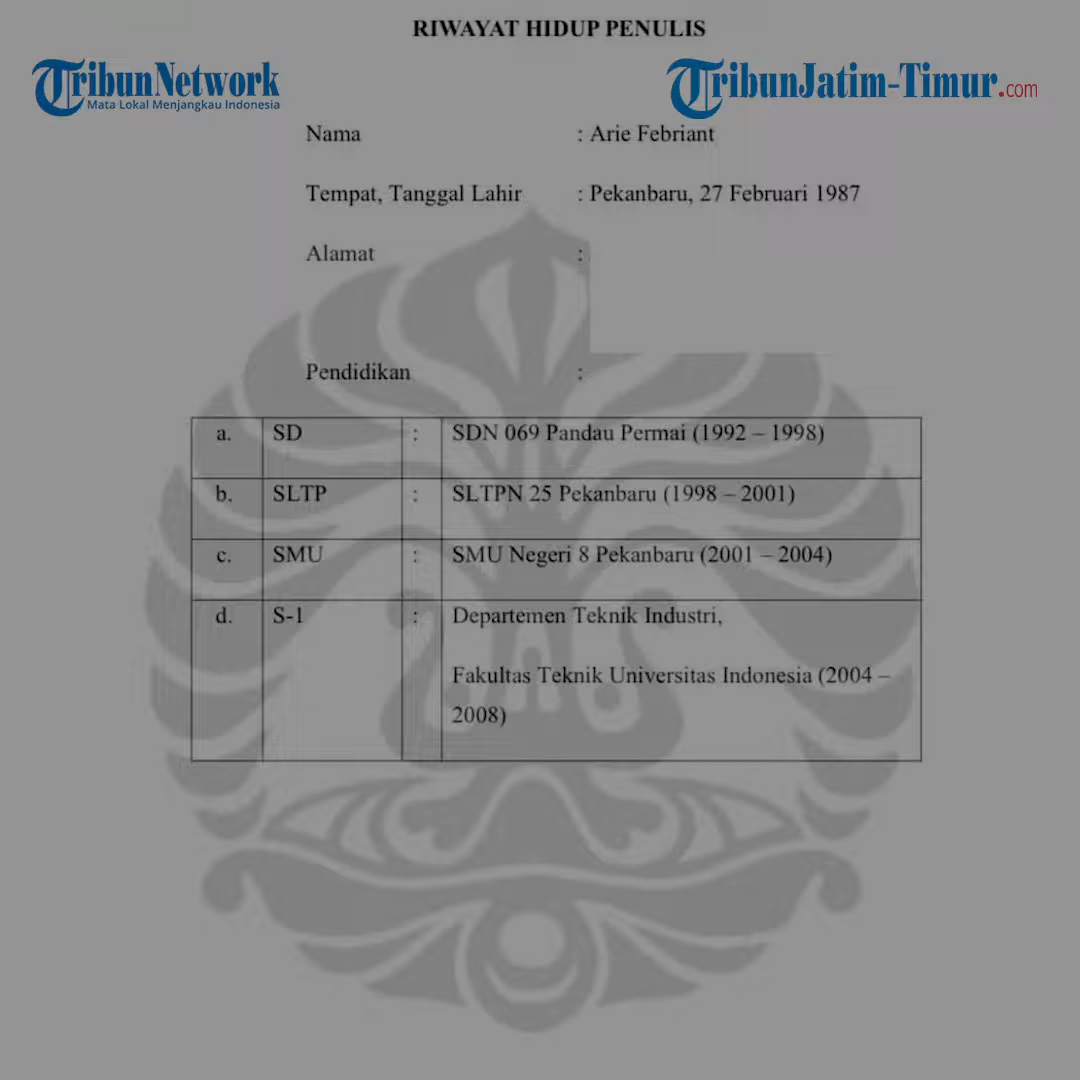 RIWAYAT HIDUP PENULIS
TribunNetwork
Mata Lokal Menjangkau Indonesia
TribunJatim-Timur.com
Nama : Arie Febriant
Tempat, Tanggal Lahir : Pekanbaru, 27 Februari 1987
Alamat :
Pendidikan :
a. SD : SDN 069 Pandau Permai (1992 – 1998)
b. SLTP : SLTPN 25 Pekanbaru (1998 – 2001)
c. SMU : SMU Negeri 8 Pekanbaru (2001 – 2004)
d. S-1 : Departemen Teknik Industri,
Fakultas Teknik Universitas Indonesia (2004 –
2008)